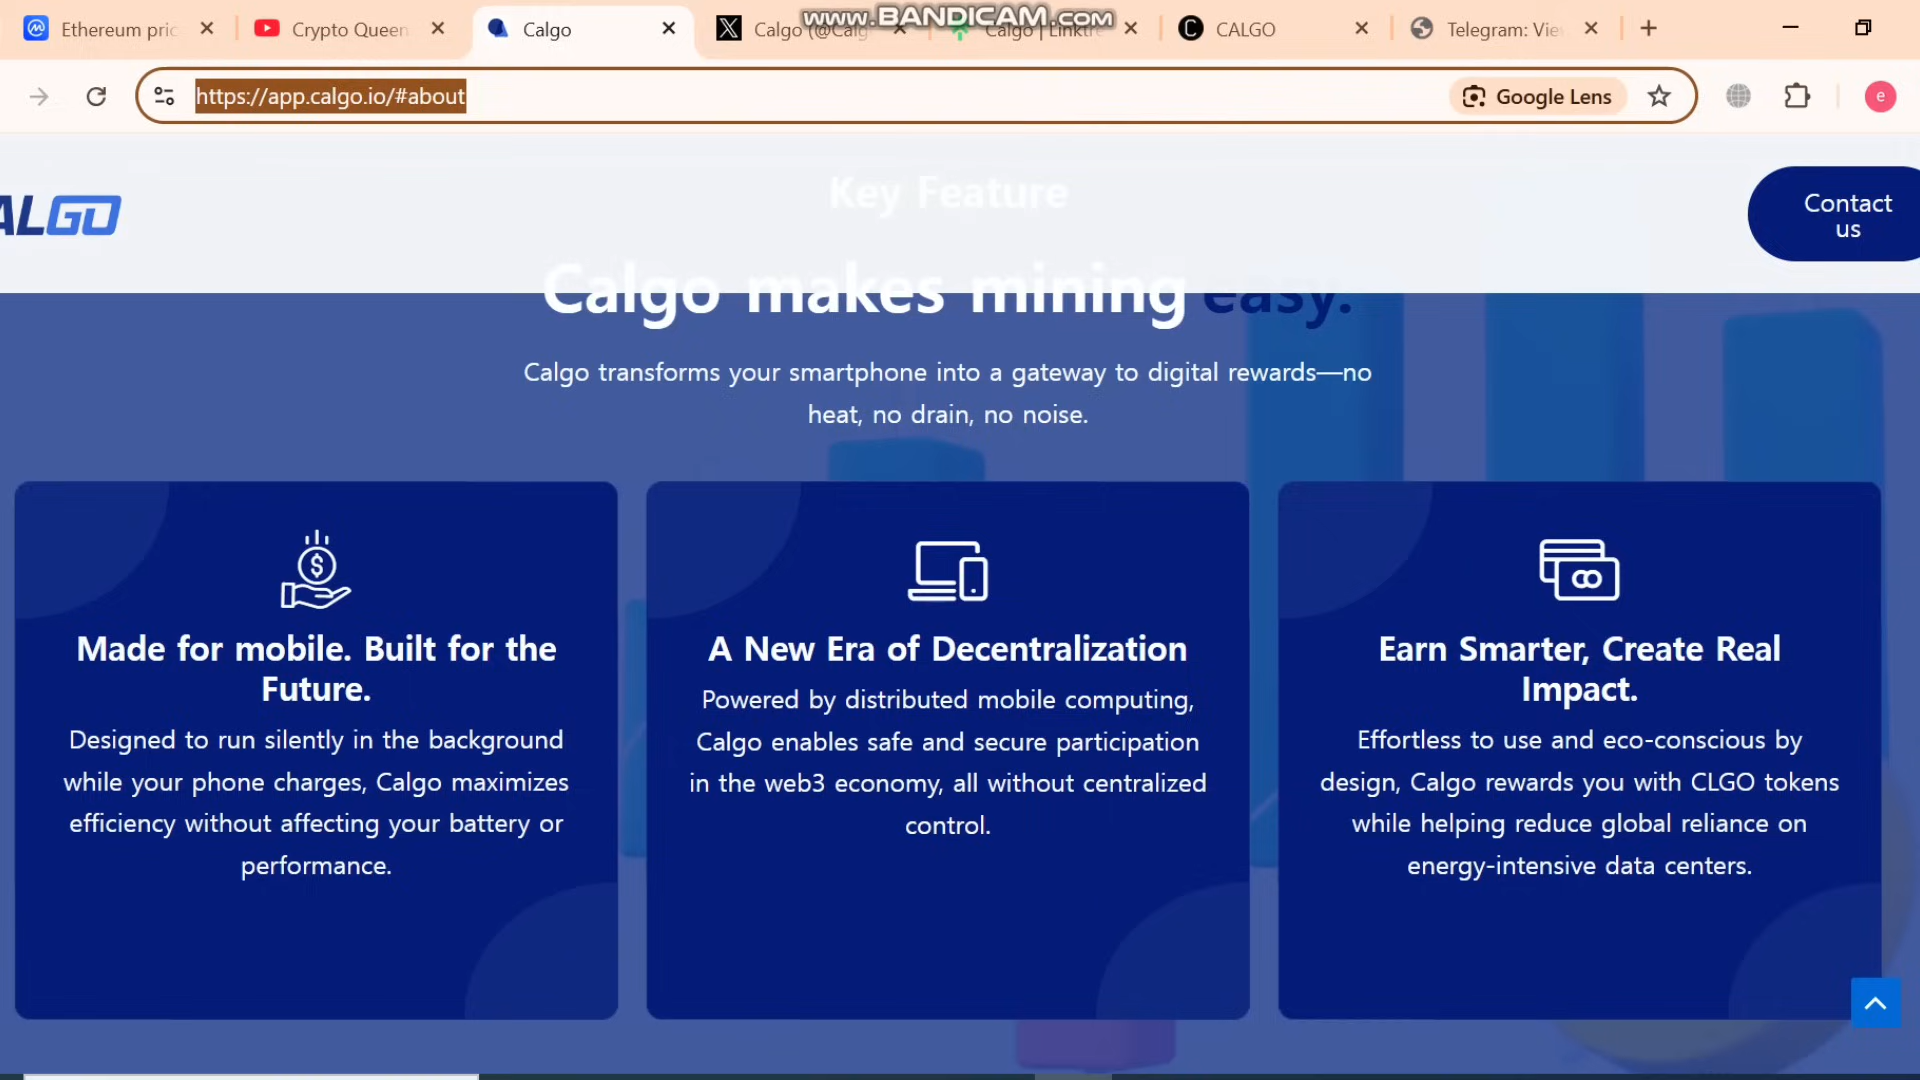 www.BANDICAM.com
Ethereum pric
Crypto Queen
Calgo
Calgo (@Calg
Calgo | Linktre
CALGO
Telegram: Vie
https://app.calgo.io/#about
Google Lens
e
ALGO
Contact
us
Key Feature
Calgo makes mining easy.
Calgo transforms your smartphone into a gateway to digital rewards—no
heat, no drain, no noise.
Made for mobile. Built for the
Future.
Designed to run silently in the background
while your phone charges, Calgo maximizes
efficiency without affecting your battery or
performance.
A New Era of Decentralization
Powered by distributed mobile computing,
Calgo enables safe and secure participation
in the web3 economy, all without centralized
control.
Earn Smarter, Create Real
Impact.
Effortless to use and eco-conscious by
design, Calgo rewards you with CLGO tokens
while helping reduce global reliance on
energy-intensive data centers.